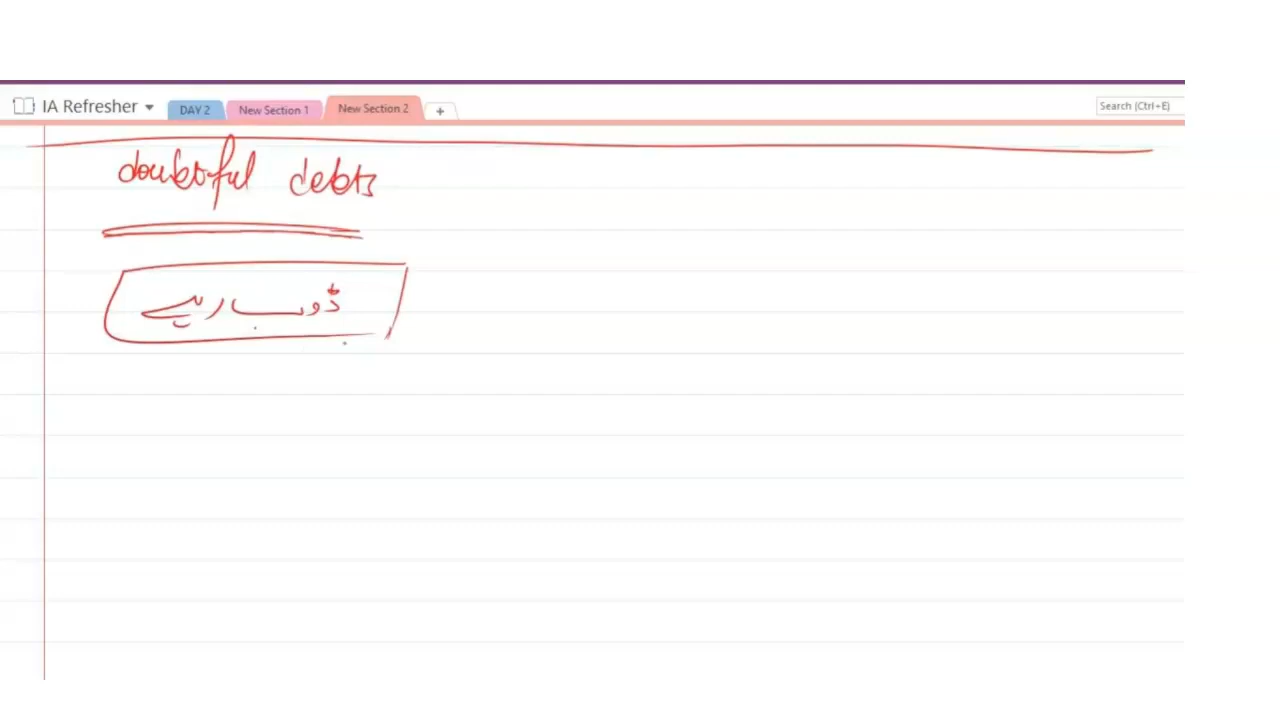 IA Refresher
DAY 2
New Section 1
New Section 2
+
Search (Ctrl+E)
doubtful debts
ڈوب رہے